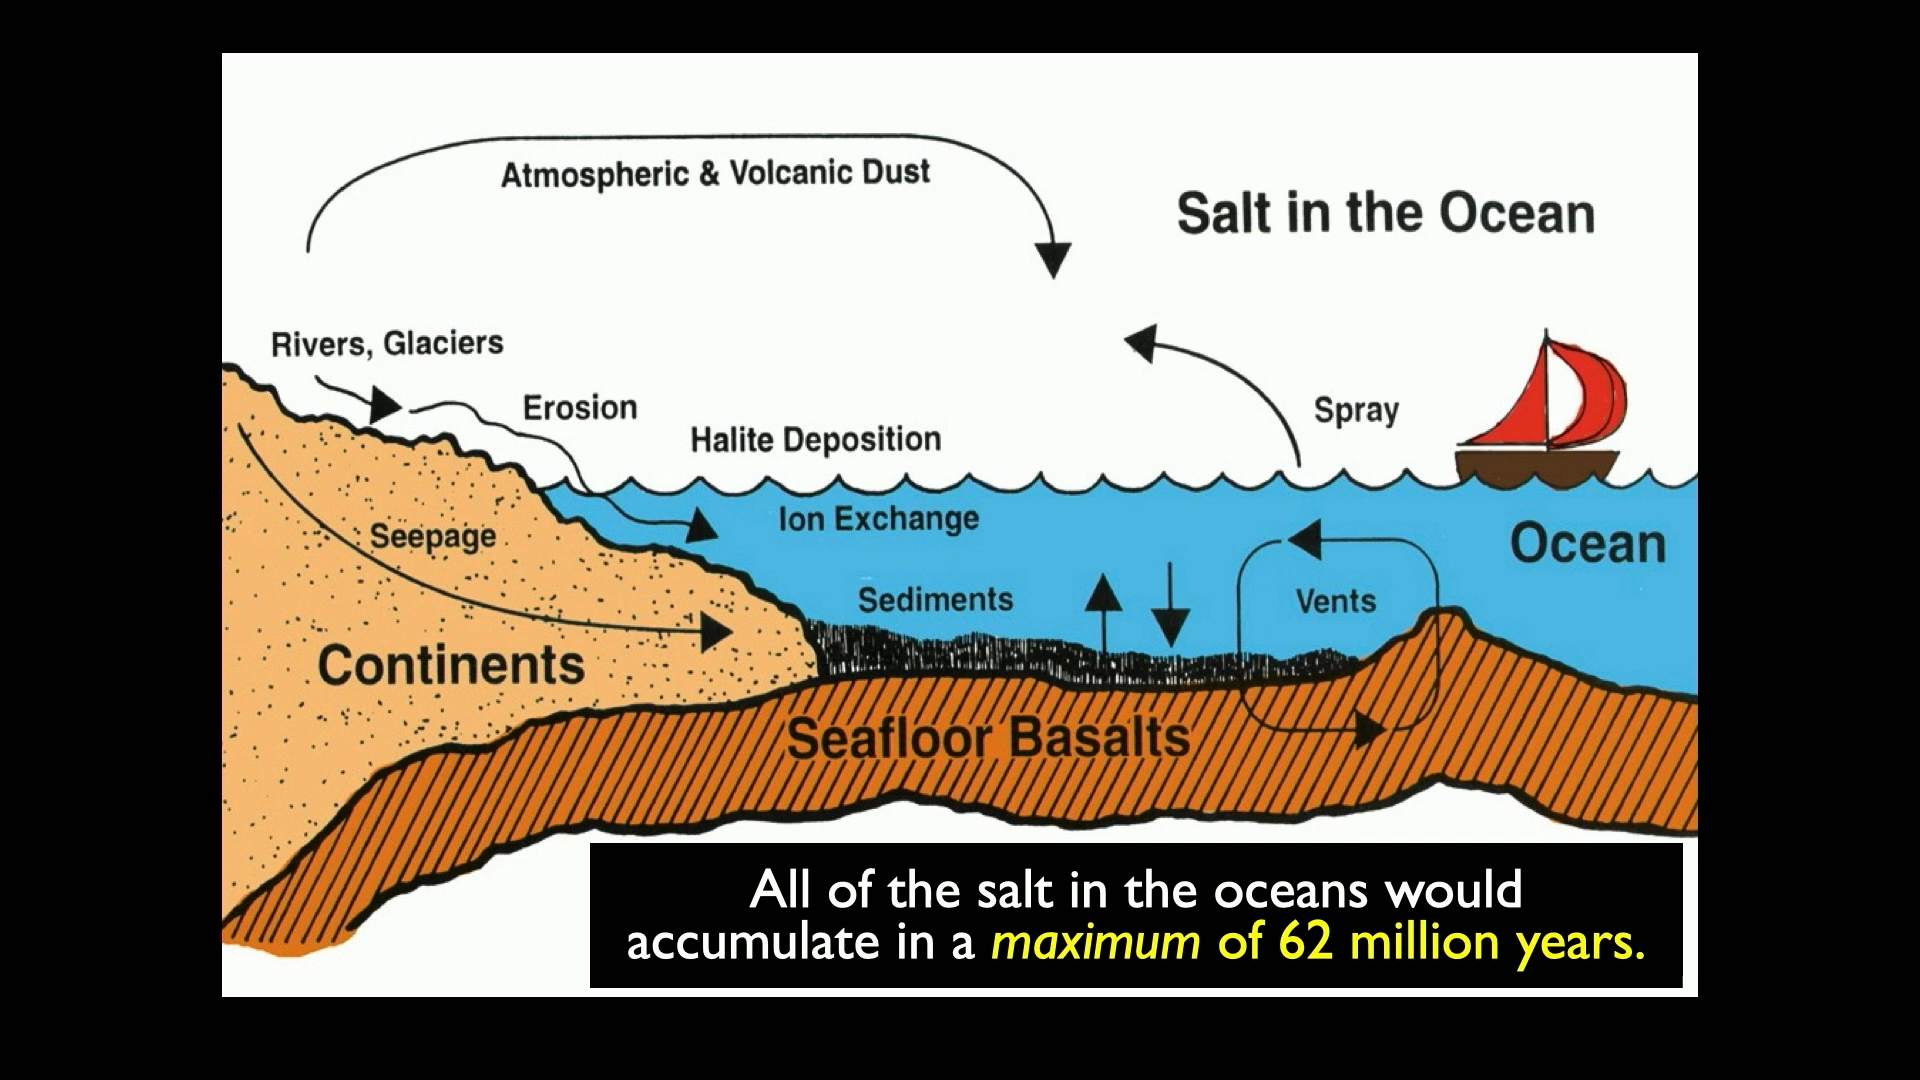 Atmospheric & Volcanic Dust
Salt in the Ocean
Rivers, Glaciers
Erosion
Halite Deposition
Spray
Ion Exchange
Seepage
Ocean
Sediments
Vents
Continents
Seafloor Basalts
All of the salt in the oceans would
accumulate in a maximum of 62 million years.